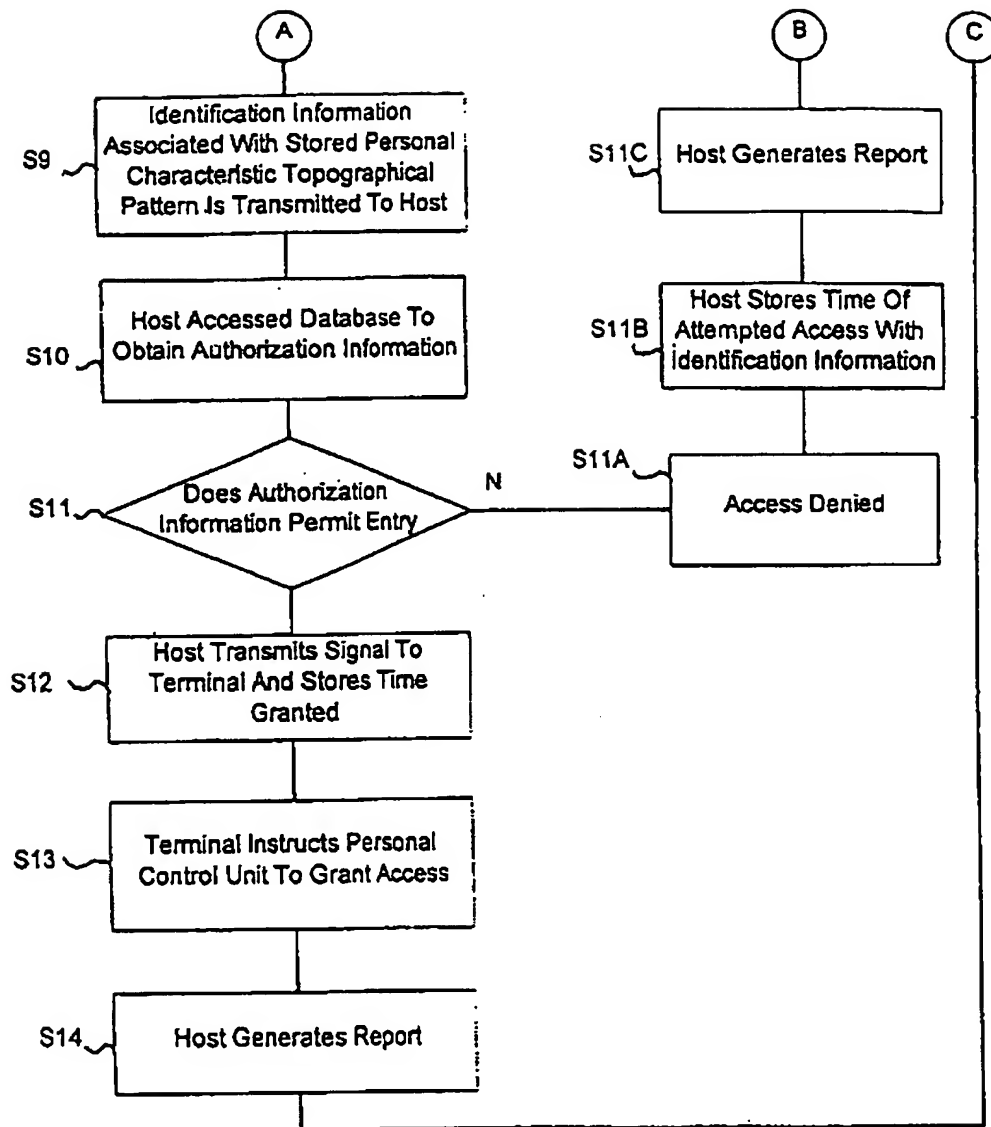 A
B
C
S9
Identification Information
Associated With Stored Personal
Characteristic Topographical
Pattern Is Transmitted To Host
S10
Host Accessed Database To
Obtain Authorization Information
S11
Does Authorization
Information Permit Entry
N
S12
Host Transmits Signal To
Terminal And Stores Time
Granted
S13
Terminal Instructs Personal
Control Unit To Grant Access
S14
Host Generates Report
S11C
Host Generates Report
S11B
Host Stores Time Of
Attempted Access With
Identification Information
S11A
Access Denied